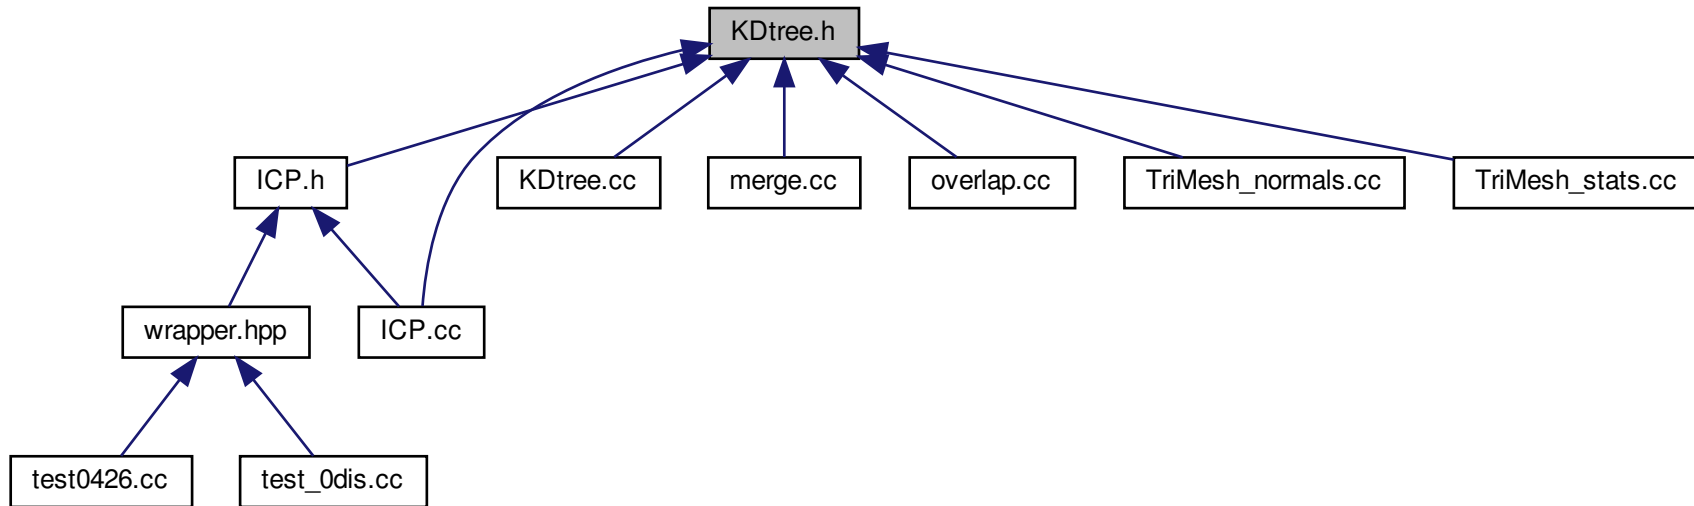 KDtree.h
ICP.h
KDtree.cc
merge.cc
overlap.cc
TriMesh_normals.cc
TriMesh_stats.cc
wrapper.hpp
ICP.cc
test0426.cc
test_0dis.cc